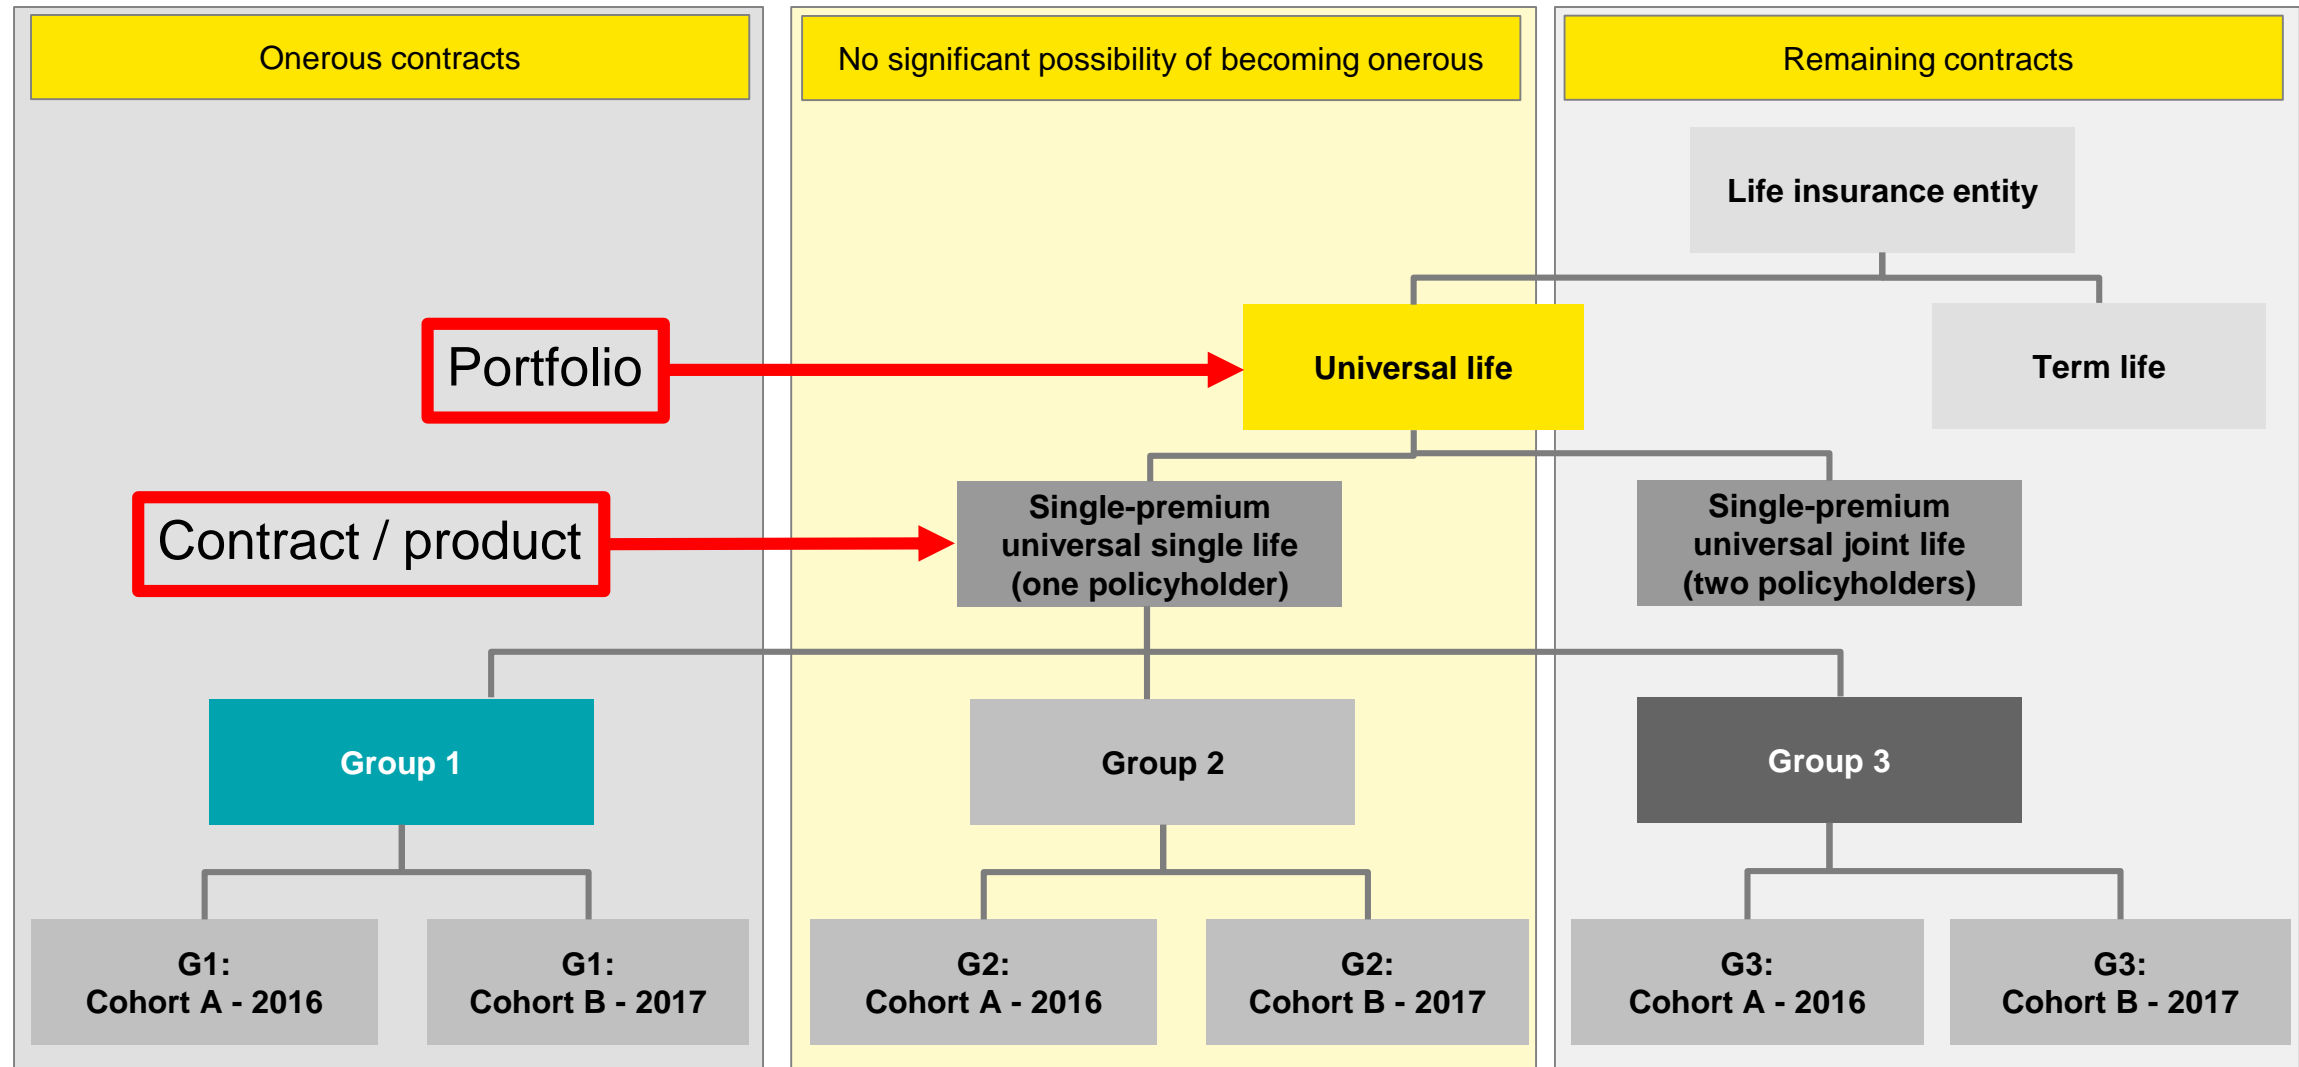 Onerous contracts
No significant possibility of becoming onerous
Remaining contracts
Life insurance entity
Portfolio
Universal life
Term life
Contract / product
Single-premium
universal single life
(one policyholder)
Single-premium
universal joint life
(two policyholders)
Group 1
Group 2
Group 3
G1:
Cohort A - 2016
G1:
Cohort B - 2017
G2:
Cohort A - 2016
G2:
Cohort B - 2017
G3:
Cohort A - 2016
G3:
Cohort B - 2017